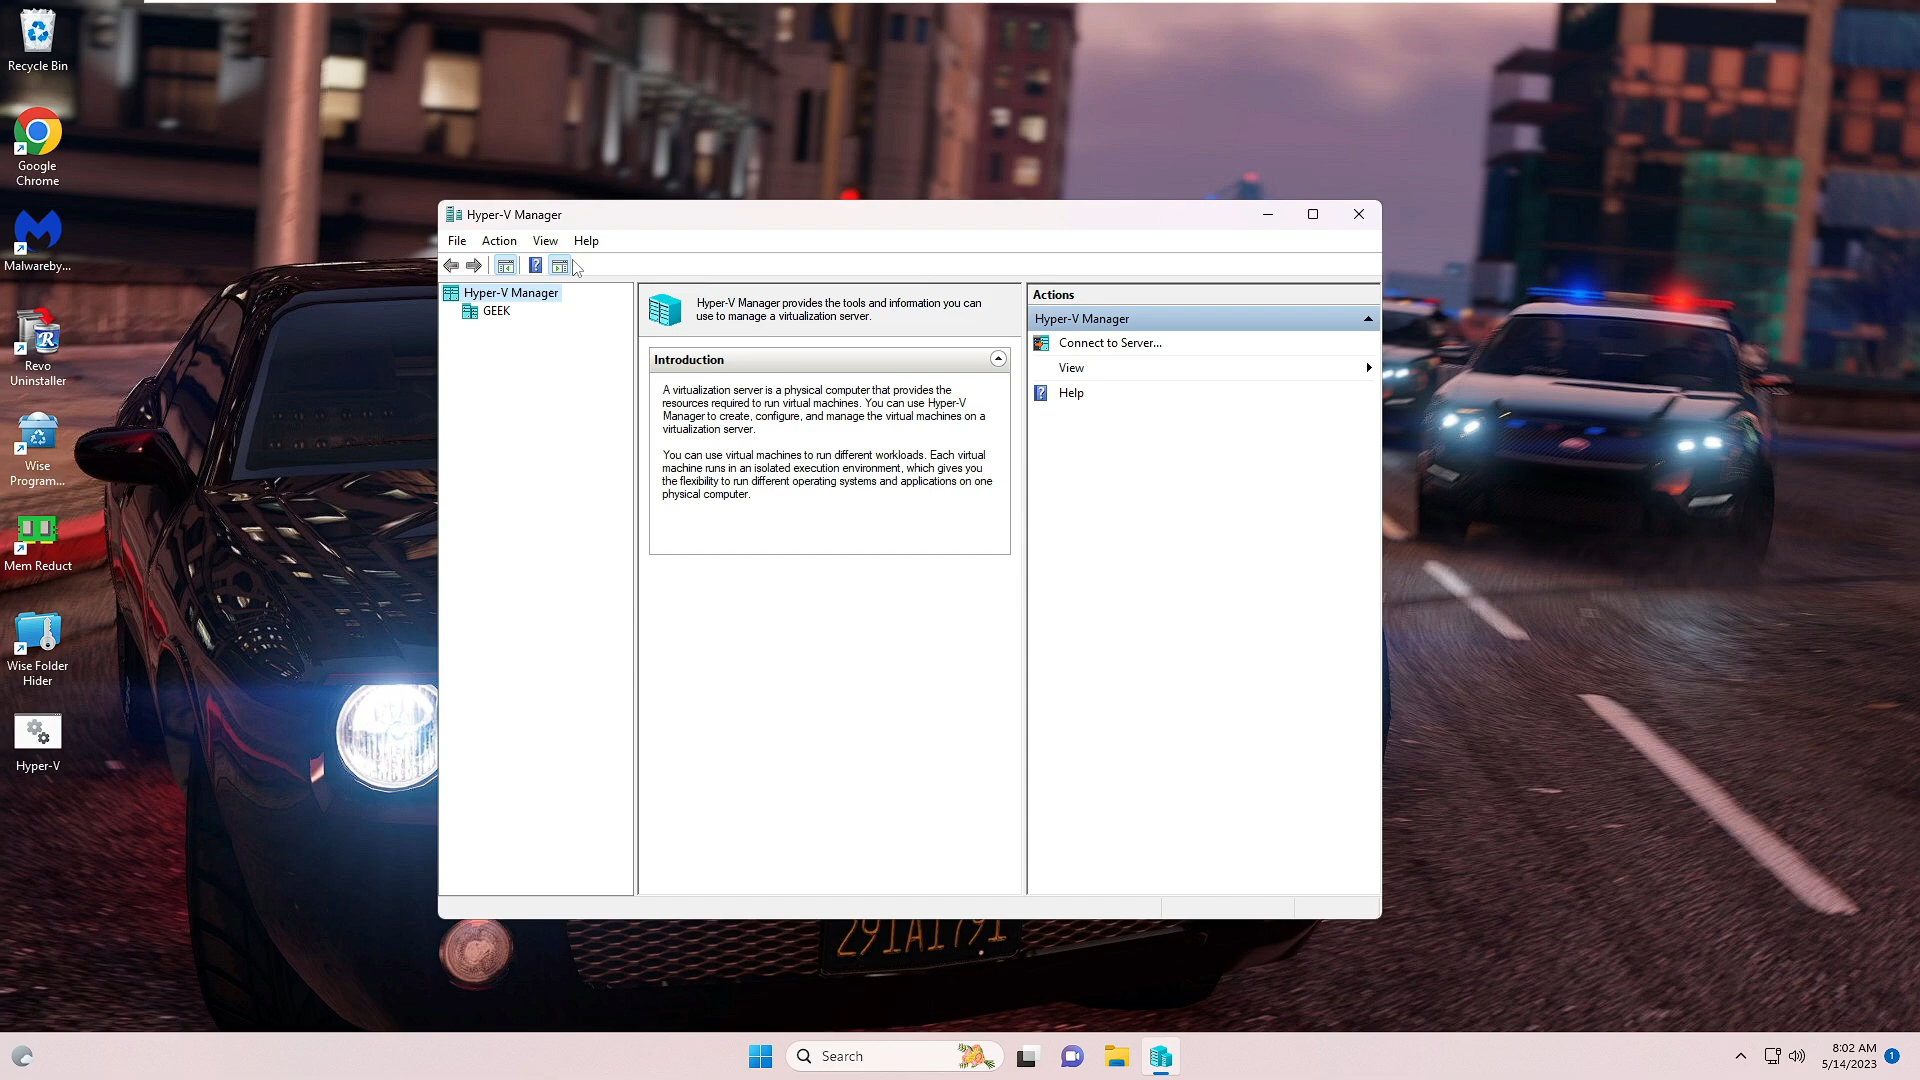 Recycle Bin
Google
Chrome
Malwareby...
Revo
Uninstaller
Wise
Program...
Mem Reduct
Wise Folder
Hider
Hyper-V
Hyper-V Manager
File Action View Help
Hyper-V Manager
GEEK
Hyper-V Manager provides the tools and information you can
use to manage a virtualization server.
Introduction
A virtualization server is a physical computer that provides the
resources required to run virtual machines. You can use Hyper-V
Manager to create, configure, and manage the virtual machines on a
virtualization server.
You can use virtual machines to run different workloads. Each virtual
machine runs in an isolated execution environment, which gives you
the flexibility to run different operating systems and applications on one
physical computer.
Actions
Hyper-V Manager
Connect to Server...
View
Help
291A1791
Search
8:02 AM
5/14/2023
1